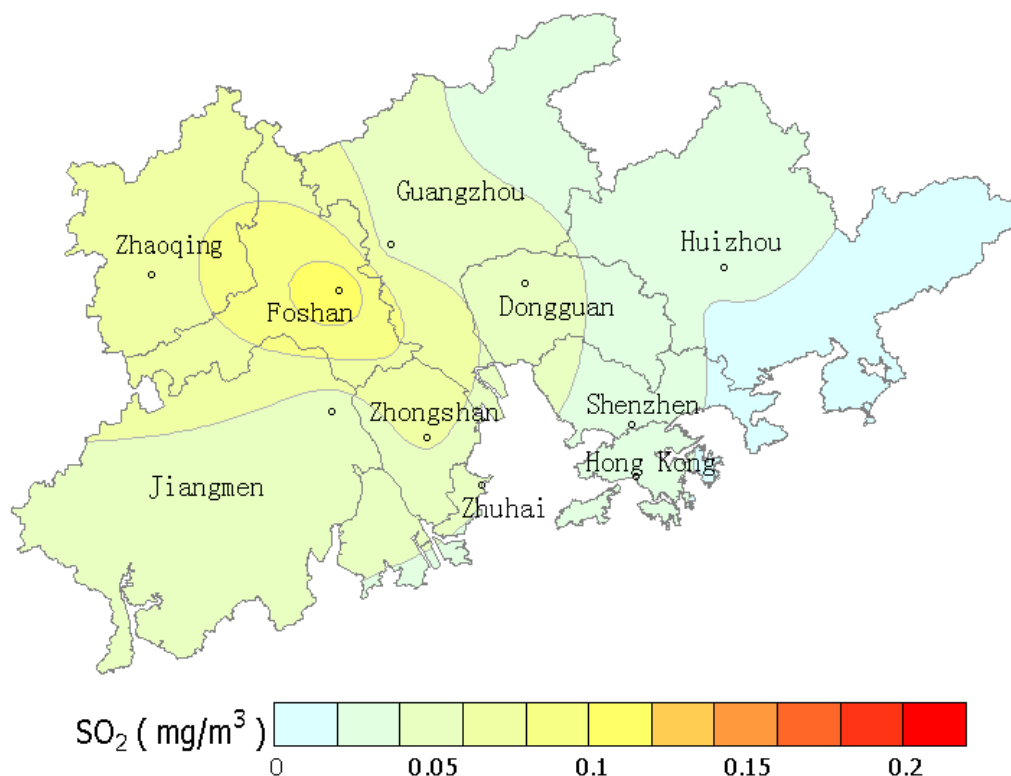 Guangzhou
Zhaoqing
Huizhou
Foshan
Dongguan
Zhongshan
Shenzhen
Hong Kong
Jiangmen
Zhuhai
SO₂ ( mg/m³ )
0 0.05 0.1 0.15 0.2